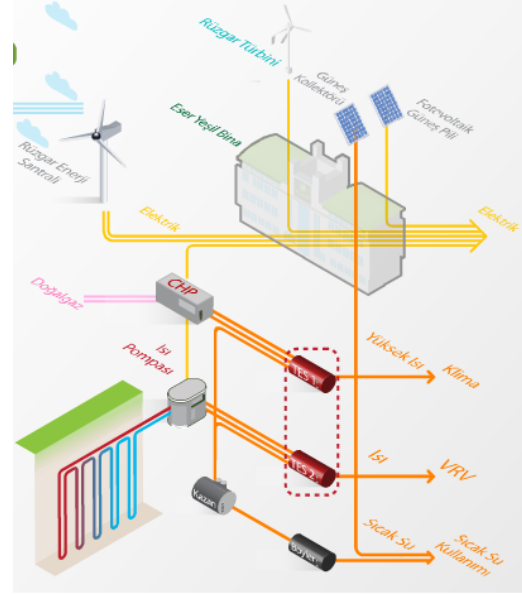 Rüzgar Türbini
Güneş
Kollektörü
Fotovoltaik
Güneş Pili
Eser Yeşil Bina
Rüzgar Enerji
Santrali
Elektrik
Elektrik
Doğalgaz
CHP
Isı
Pompası
TES 1
Yüksek Isı
Klima
TES 2
Isı
VRV
Kazan
Boyler
Sıcak Su
Sıcak Su
Kullanımı